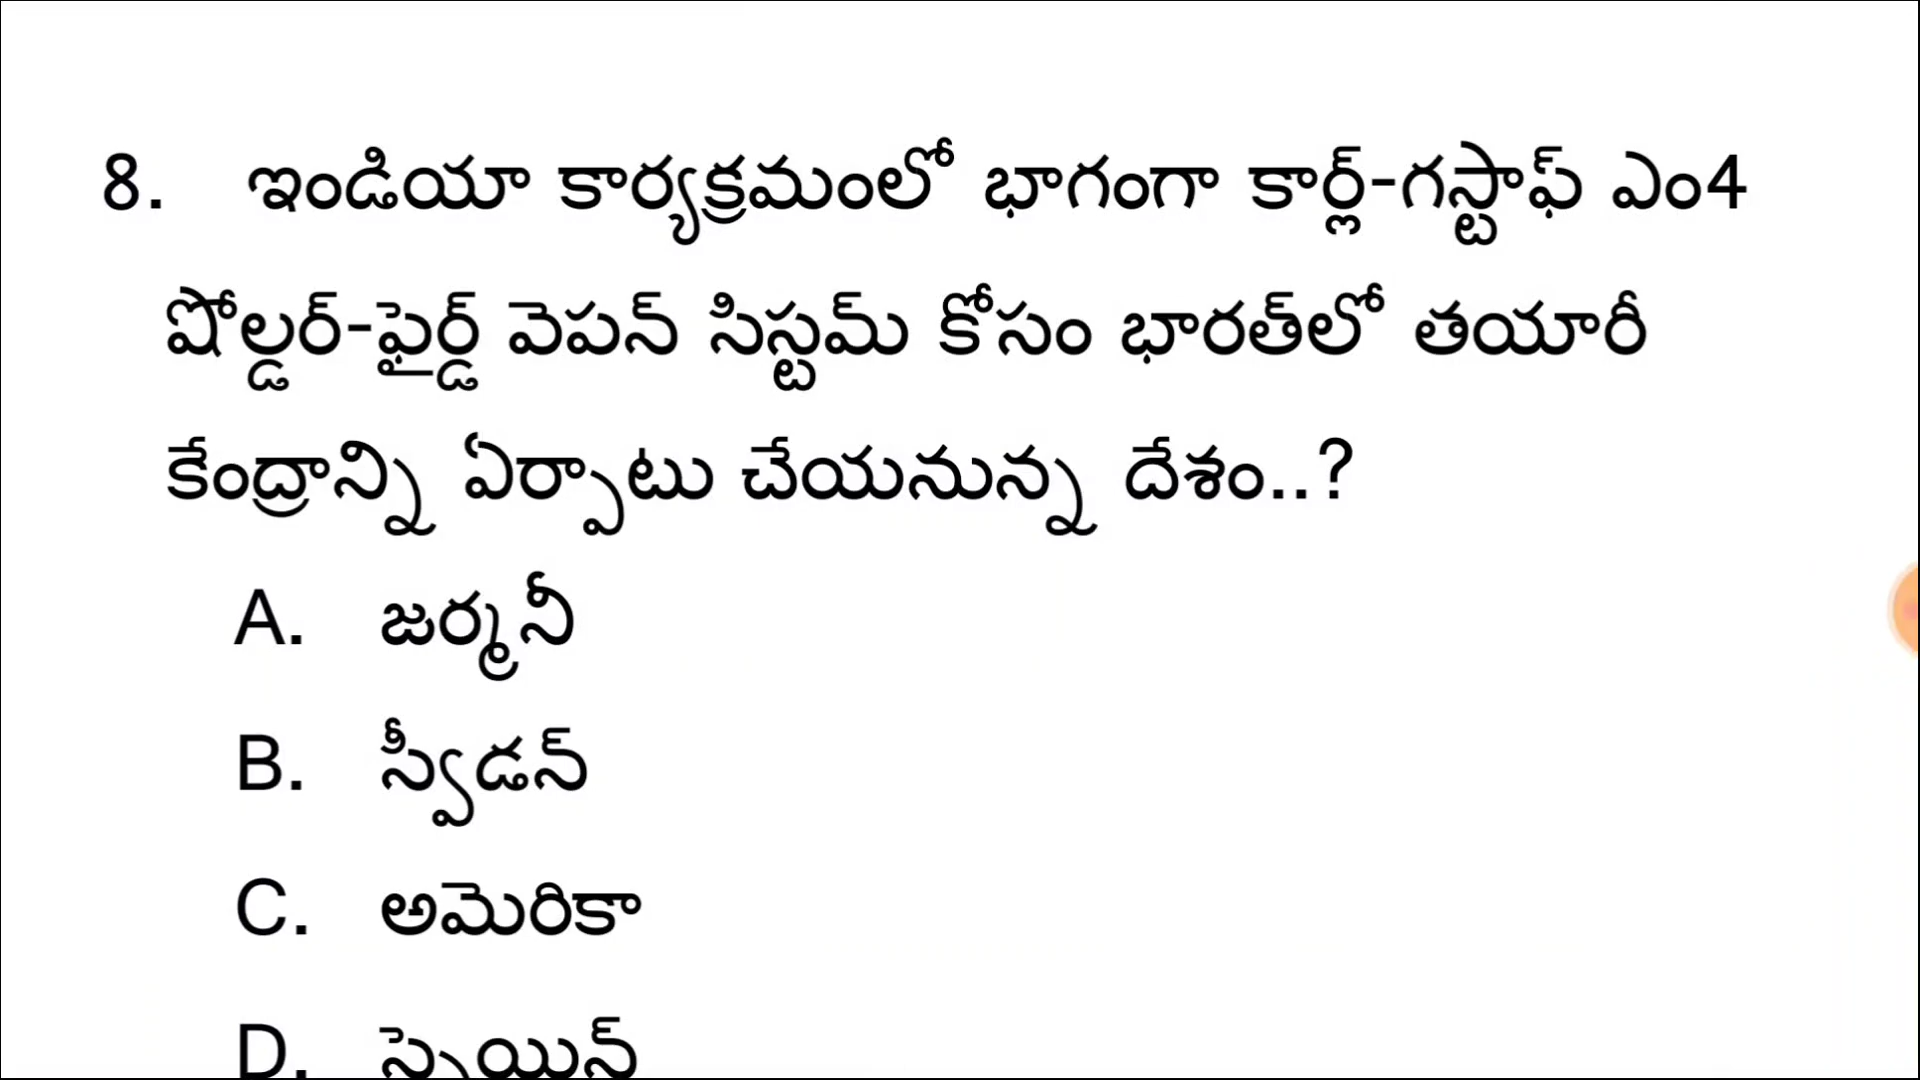 8. ఇండియా కార్యక్రమంలో భాగంగా కార్ల్-గస్టాఫ్ ఎం4
షోల్డర్-ఫైర్డ్ వెపన్ సిస్టమ్ కోసం భారత్‌లో తయారీ
కేంద్రాన్ని ఏర్పాటు చేయనున్న దేశం..?
A. జర్మనీ
B. స్వీడన్
C. అమెరికా
D. స్పెయిన్